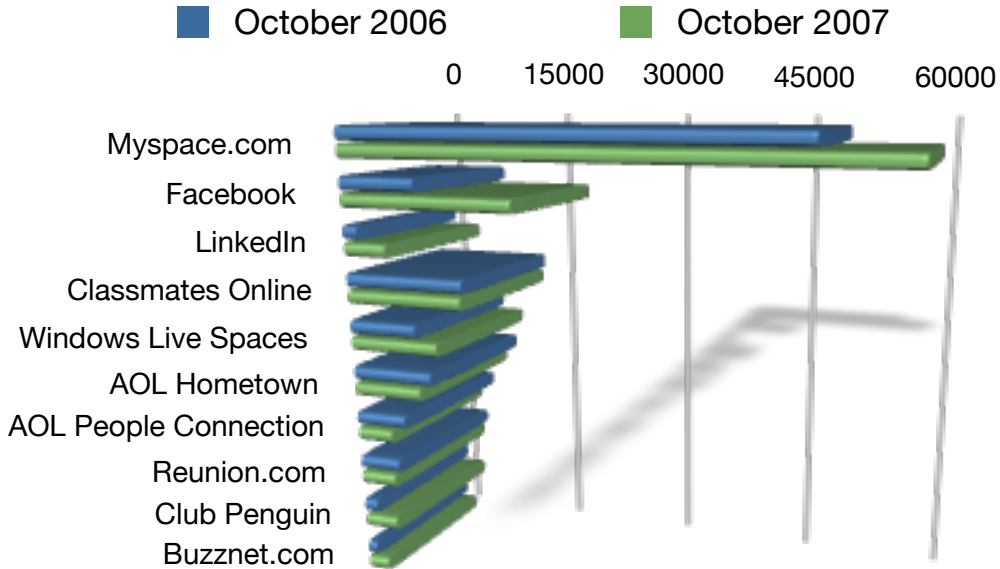 October 2006 October 2007
0 15000 30000 45000 60000
Myspace.com
Facebook
LinkedIn
Classmates Online
Windows Live Spaces
AOL Hometown
AOL People Connection
Reunion.com
Club Penguin
Buzznet.com